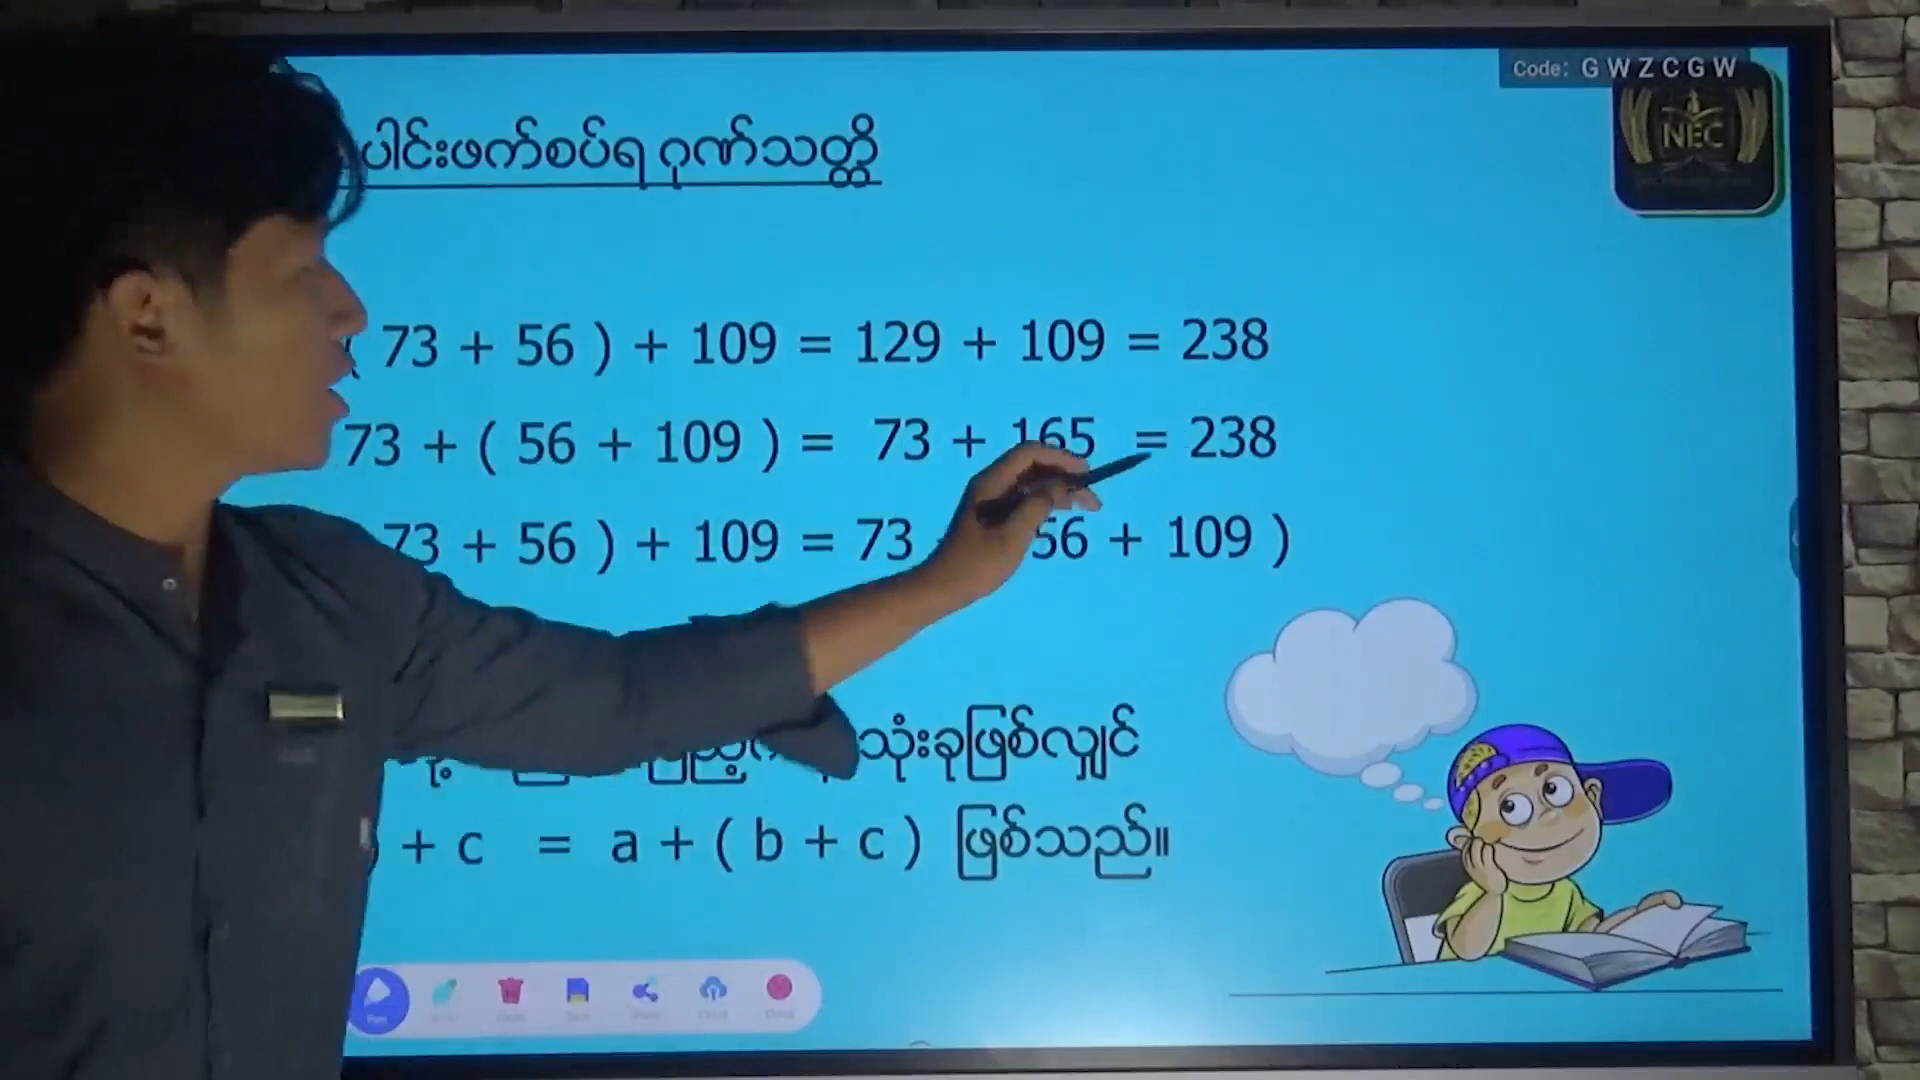 Code: GWZCGW
NEC
ပေါင်းဖက်စပ်ရ ဂုဏ်သတ္တိ
( 73 + 56 ) + 109 = 129 + 109 = 238
73 + ( 56 + 109 ) = 73 + 165 = 238
73 + 56 ) + 109 = 73 56 + 109 )
သုံးခုဖြစ်လျှင်
) + c = a + ( b + c ) ဖြစ်သည်။